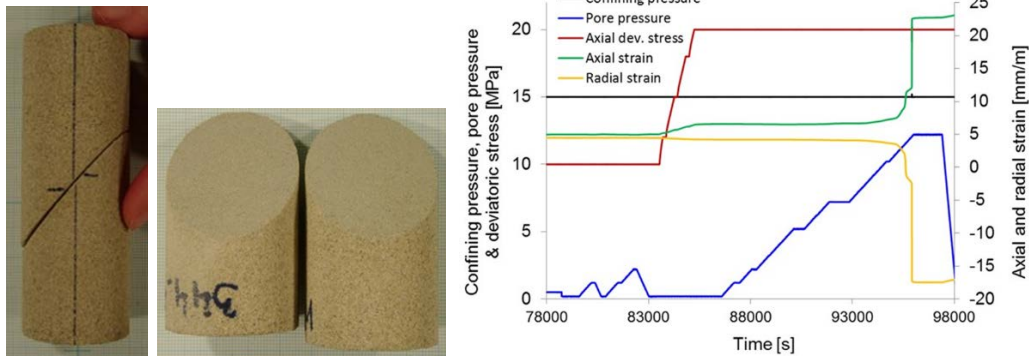 Confining pressure
Pore pressure
Axial dev. stress
Axial strain
Radial strain
Confining pressure, pore pressure
& deviatoric stress [MPa]
20
15
10
5
0
78000 83000 88000 93000 98000
Time [s]
25
20
15
10
5
0
-5
-10
-15
-20
Axial and radial strain [mm/m]